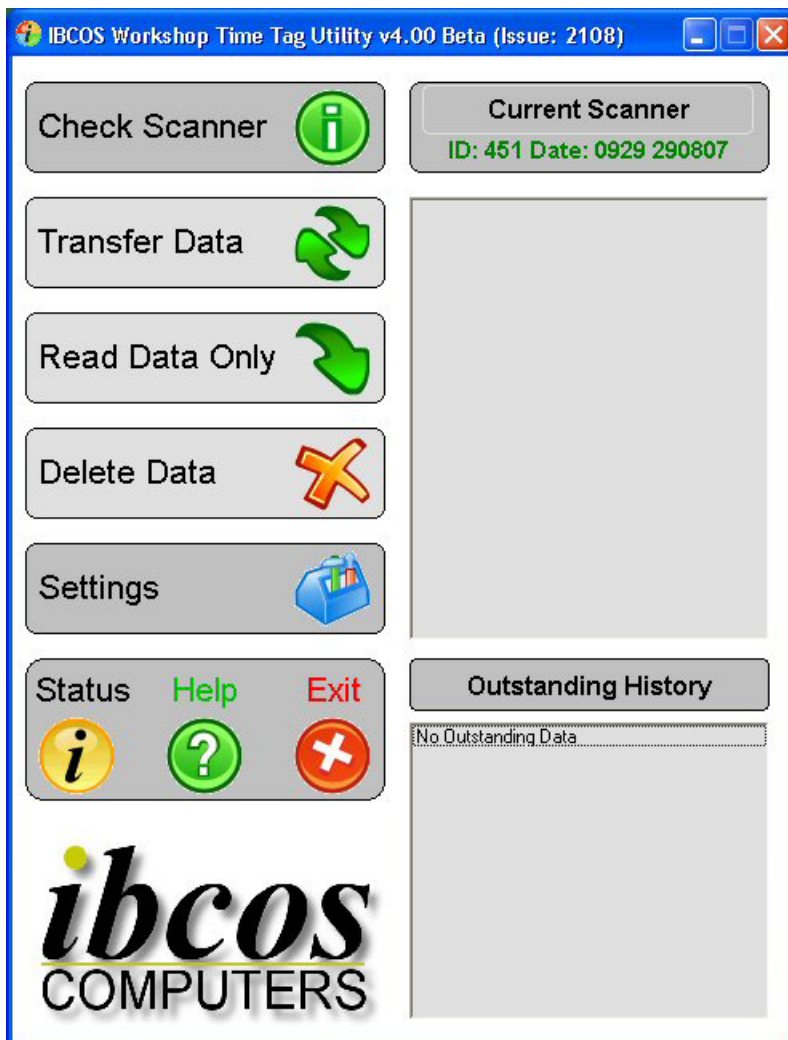 IBCOS Workshop Time Tag Utility v4.00 Beta (Issue: 2108)
Check Scanner
Transfer Data
Read Data Only
Delete Data
Settings
Status Help Exit
ibcos
COMPUTERS
Current Scanner
ID: 451 Date: 0929 290807
Outstanding History
No Outstanding Data